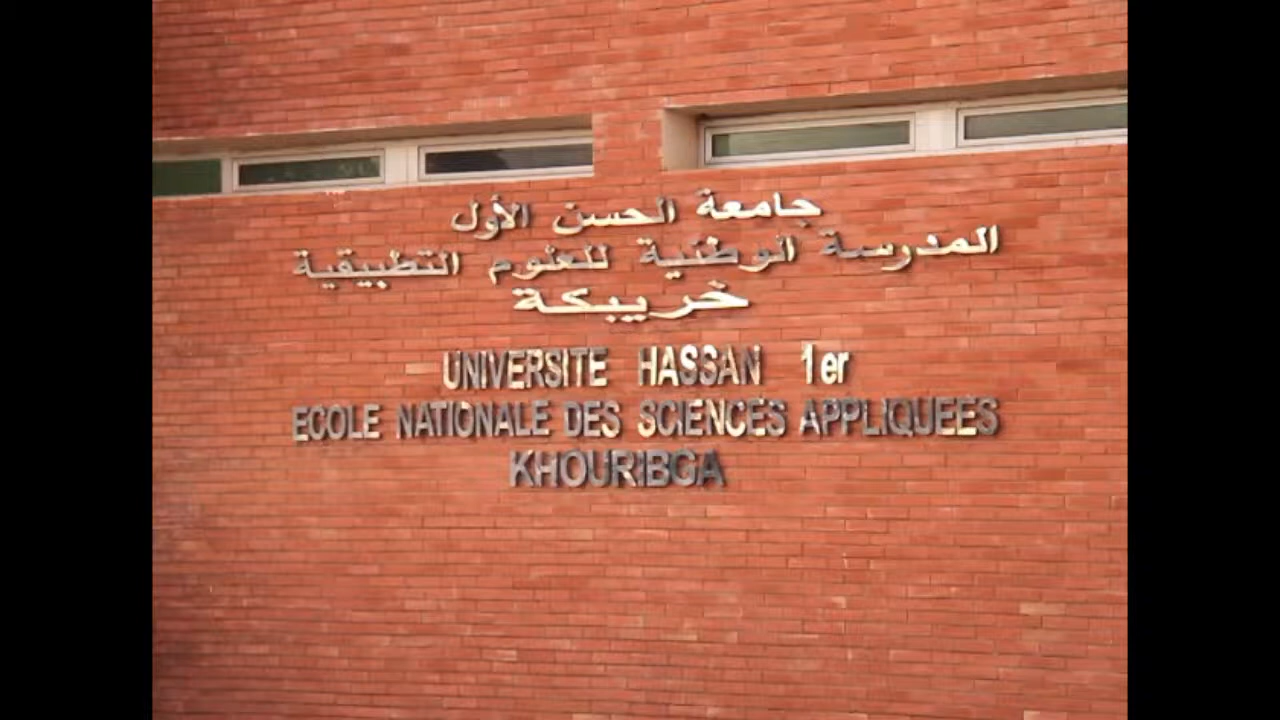 جامعة الحسن الأول
المدرسة الوطنية للعلوم التطبيقية
خريبكة
UNIVERSITE HASSAN 1er
ECOLE NATIONALE DES SCIENCES APPLIQUEES
KHOURIBGA